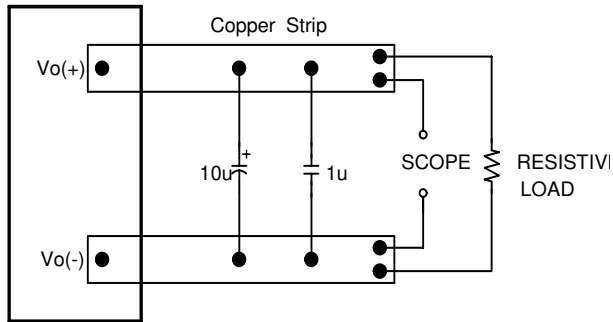 Copper Strip
Vo(+)
+
10u
1u
SCOPE
RESISTIVE
LOAD
Vo(-)